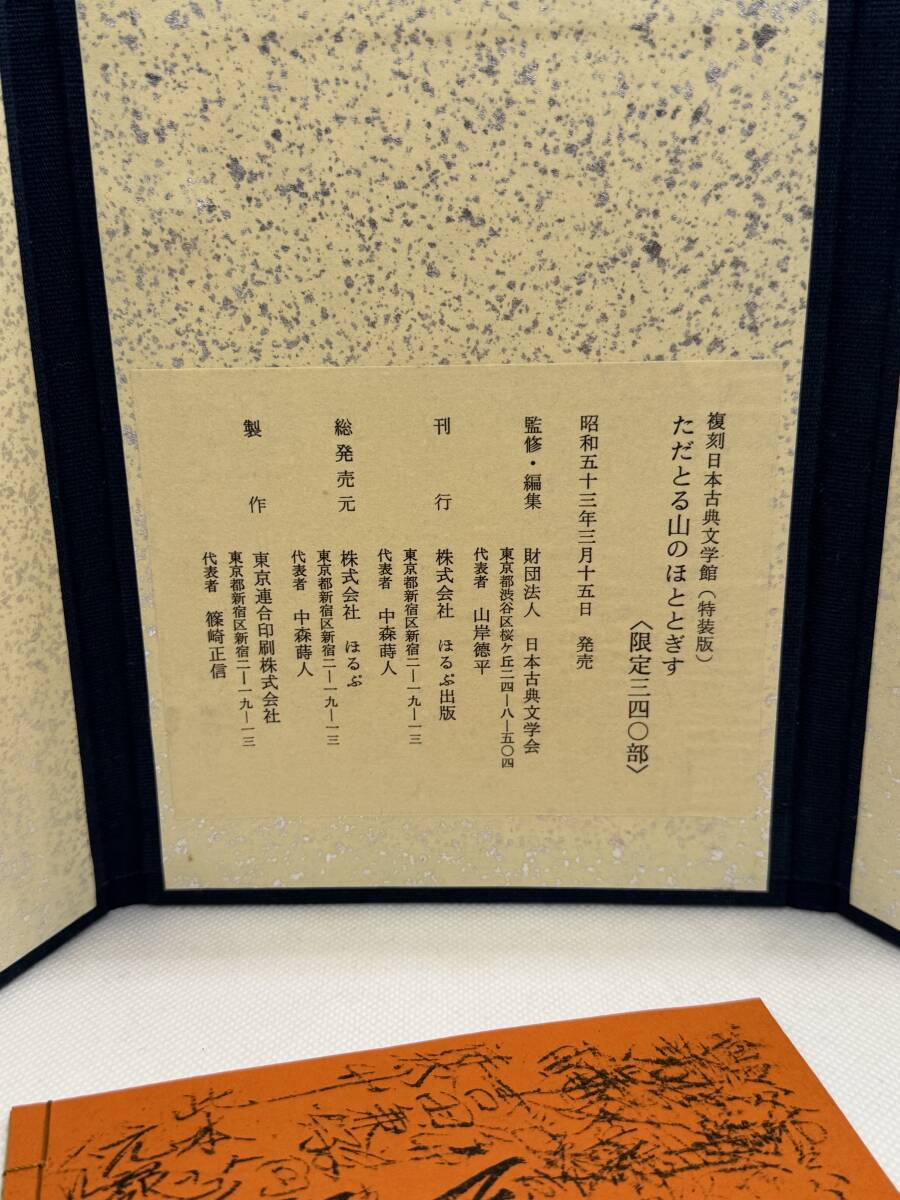 複刻日本古典文学館（特装版）
ただとる山のほととぎす
〈限定三四〇部〉
昭和五十三年三月十五日　発売
監修・編集　財団法人　日本古典文学会
東京都渋谷区桜ケ丘二四―八―五〇四
代表者　山岸徳平
刊行　株式会社　ほるぷ出版
東京都新宿区新宿二―一九―一三
代表者　中森蒔人
総発売元　株式会社　ほるぷ
東京都新宿区新宿二―一九―一三
代表者　中森蒔人
製作　東京連合印刷株式会社
東京都新宿区新宿二―一九―一三
代表者　篠崎正信